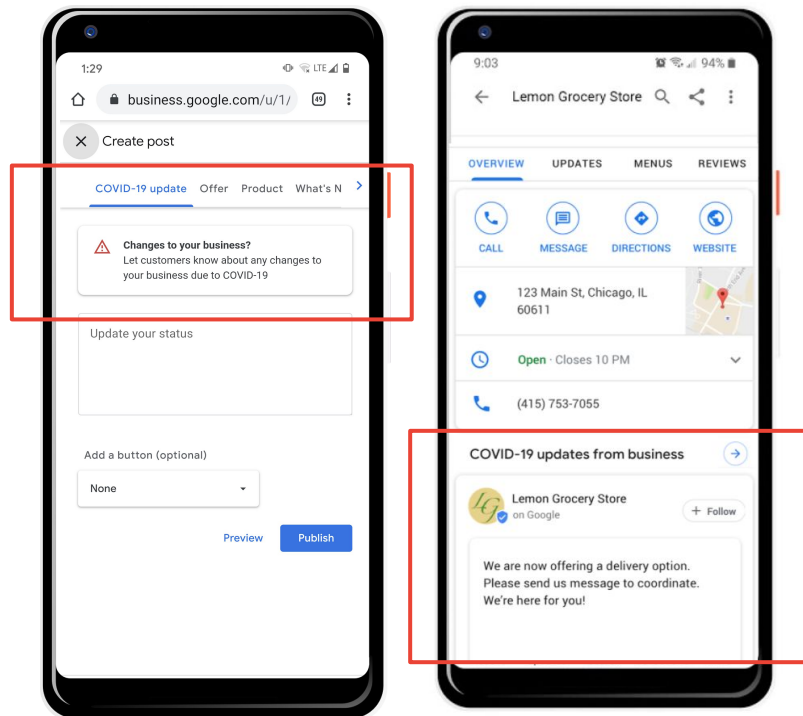 1:29
LTE
business.google.com/u/1/
49
Create post
COVID-19 update Offer Product What's N
Changes to your business?
Let customers know about any changes to
your business due to COVID-19
Update your status
Add a button (optional)
None
Preview Publish
9:03
94%
Lemon Grocery Store
OVERVIEW UPDATES MENUS REVIEWS
CALL MESSAGE DIRECTIONS WEBSITE
123 Main St, Chicago, IL
60611
Open · Closes 10 PM
(415) 753-7055
COVID-19 updates from business
LG
Lemon Grocery Store
on Google
+ Follow
We are now offering a delivery option.
Please send us message to coordinate.
We're here for you!